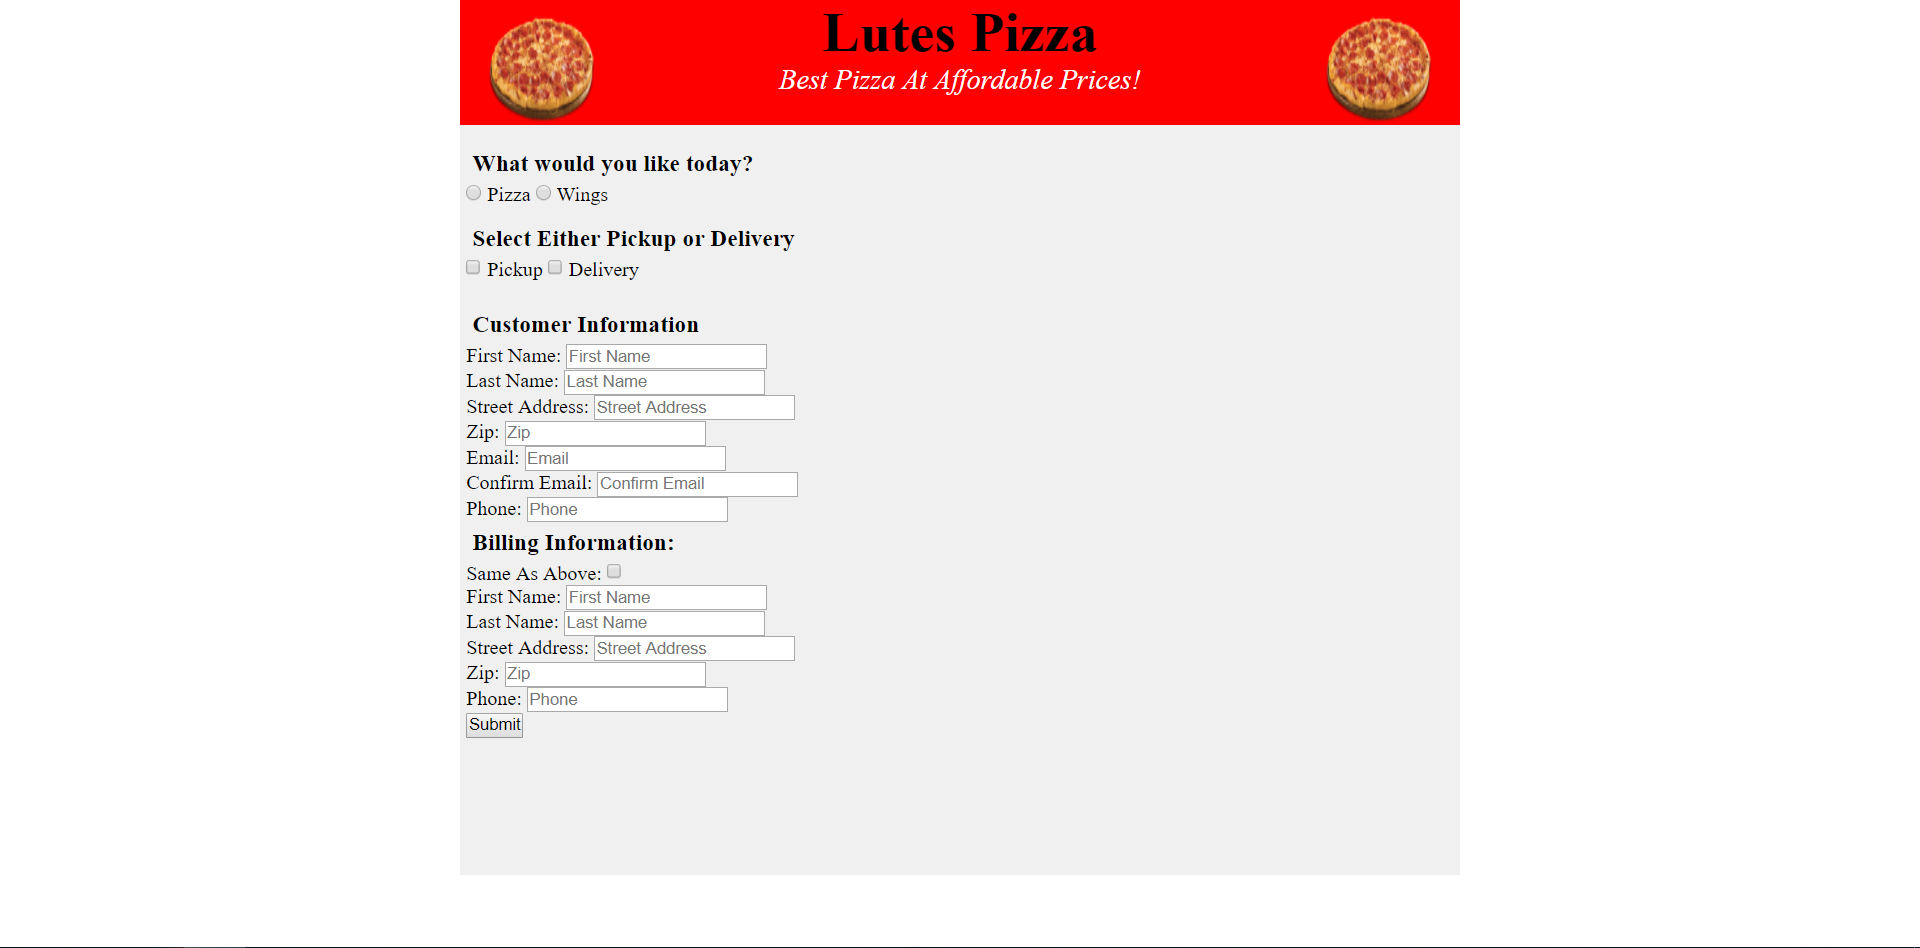 Lutes Pizza
Best Pizza At Affordable Prices!
What would you like today?
Pizza Wings
Select Either Pickup or Delivery
Pickup Delivery
Customer Information
First Name: First Name
Last Name: Last Name
Street Address: Street Address
Zip: Zip
Email: Email
Confirm Email: Confirm Email
Phone: Phone
Billing Information:
Same As Above:
First Name: First Name
Last Name: Last Name
Street Address: Street Address
Zip: Zip
Phone: Phone
Submit